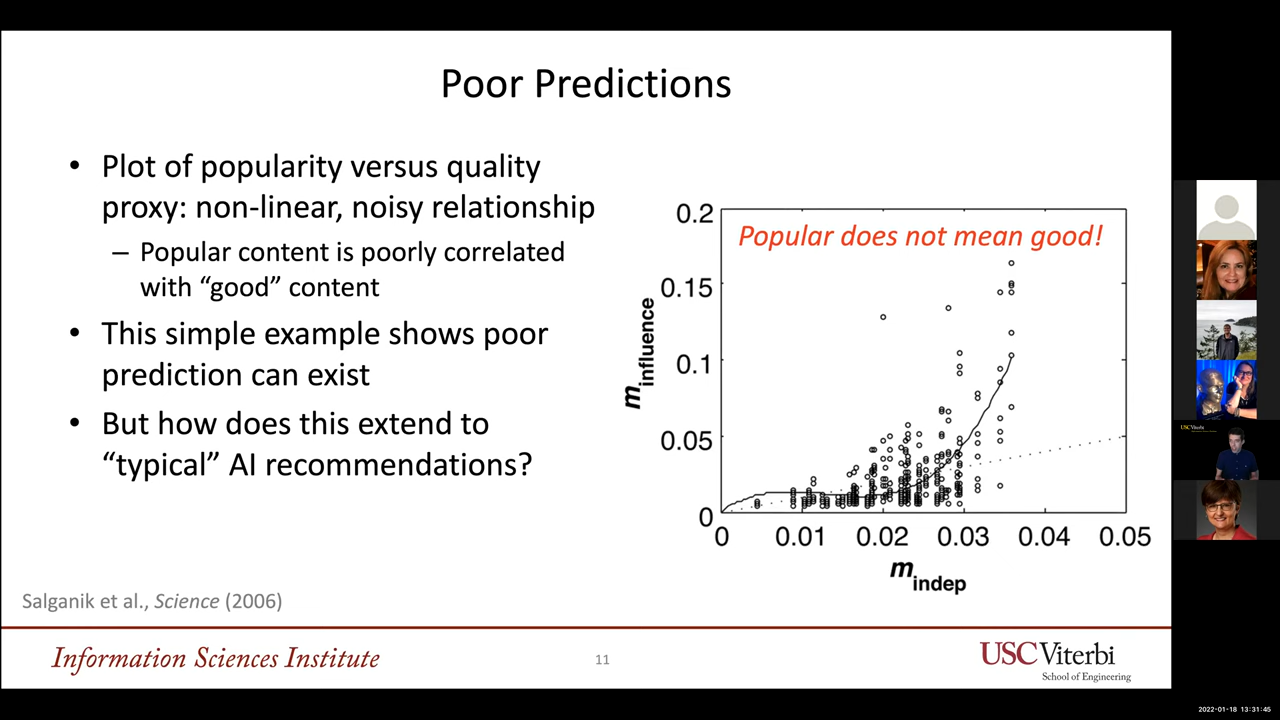 Poor Predictions
• Plot of popularity versus quality
proxy: non-linear, noisy relationship
– Popular content is poorly correlated
with “good” content
• This simple example shows poor
prediction can exist
• But how does this extend to
“typical” AI recommendations?
Popular does not mean good!
0.2
0.15
0.1
0.05
0
m influence
0 0.01 0.02 0.03 0.04 0.05
m indep
Salganik et al., Science (2006)
Information Sciences Institute
11
USC Viterbi
School of Engineering
USC Viterbi
2022-01-18 13:31:45